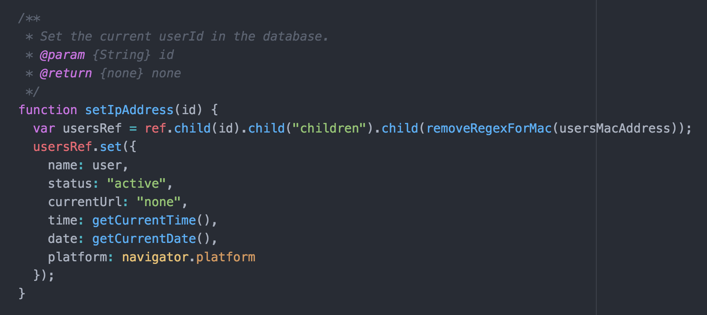 /**
 * Set the current userId in the database.
 * @param {String} id
 * @return {none} none
 */
function setIpAddress(id) {
  var usersRef = ref.child(id).child("children").child(removeRegexForMac(usersMacAddress));
  usersRef.set({
    name: user,
    status: "active",
    currentUrl: "none",
    time: getCurrentTime(),
    date: getCurrentDate(),
    platform: navigator.platform
  });
}